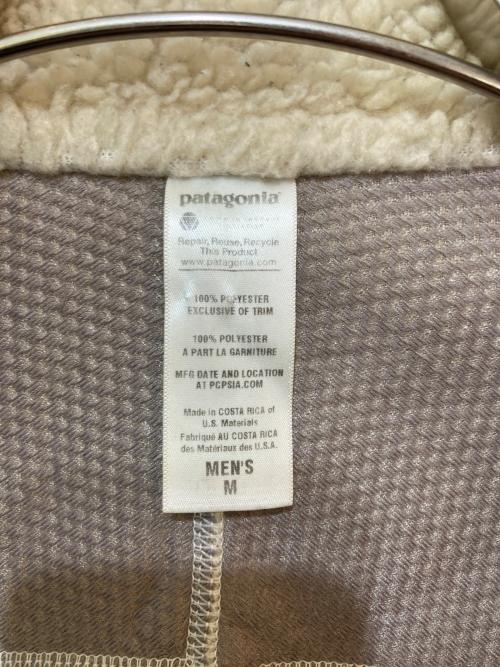 patagonia
Repair, Reuse, Recycle
This Product
www.patagonia.com
100% POLYESTER
EXCLUSIVE OF TRIM
100% POLYESTER
A PART LA GARNITURE
MFG DATE AND LOCATION
AT PCPSIA.COM
Made in COSTA RICA of
U.S. Materials
Fabriqué AU COSTA RICA
des Matériaux des U.S.A.
MEN'S
M